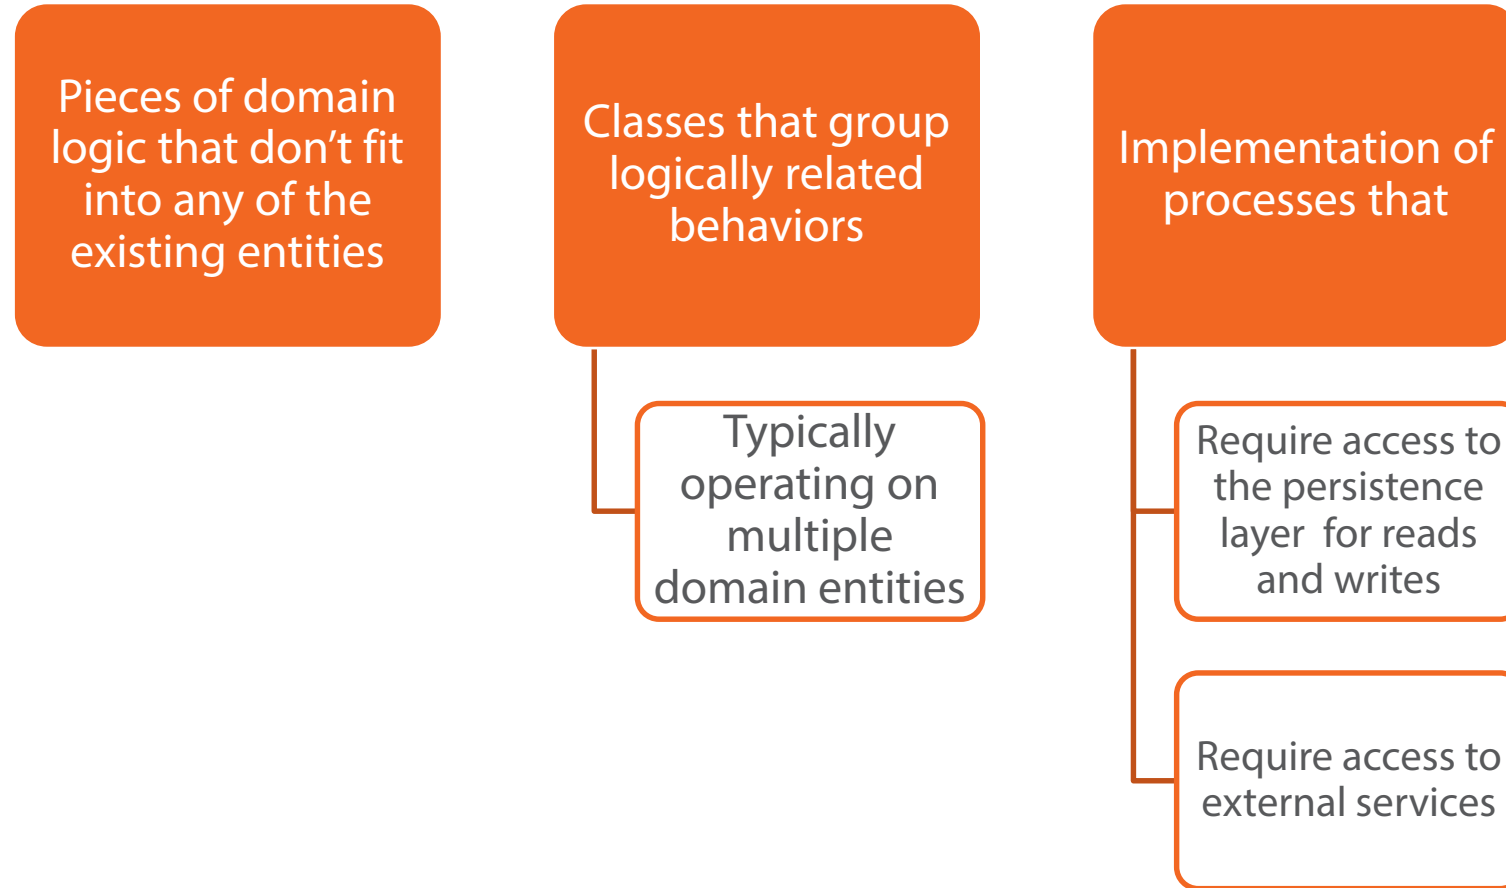 Pieces of domain
logic that don’t fit
into any of the
existing entities
Classes that group
logically related
behaviors
Typically
operating on
multiple
domain entities
Implementation of
processes that
Require access to
the persistence
layer  for reads
and writes
Require access to
external services